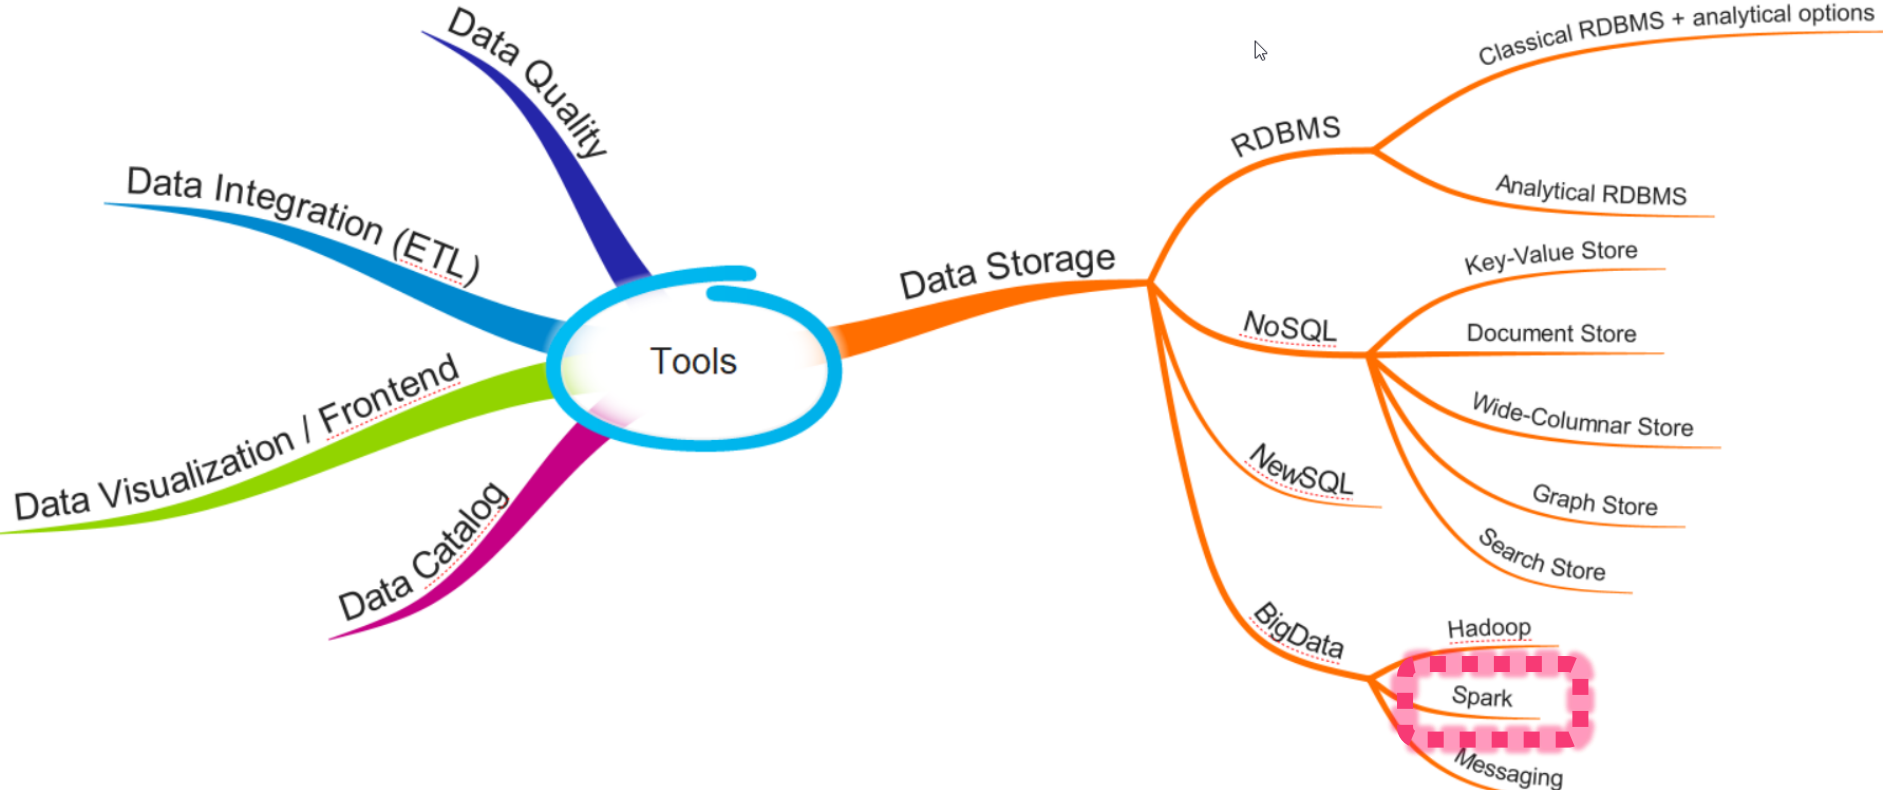 Data Quality
Data Integration (ETL)
Data Visualization / Frontend
Data Catalog
Tools
Data Storage
RDBMS
Classical RDBMS + analytical options
Analytical RDBMS
NoSQL
Key-Value Store
Document Store
Wide-Columnar Store
Graph Store
Search Store
NewSQL
BigData
Hadoop
Spark
Messaging